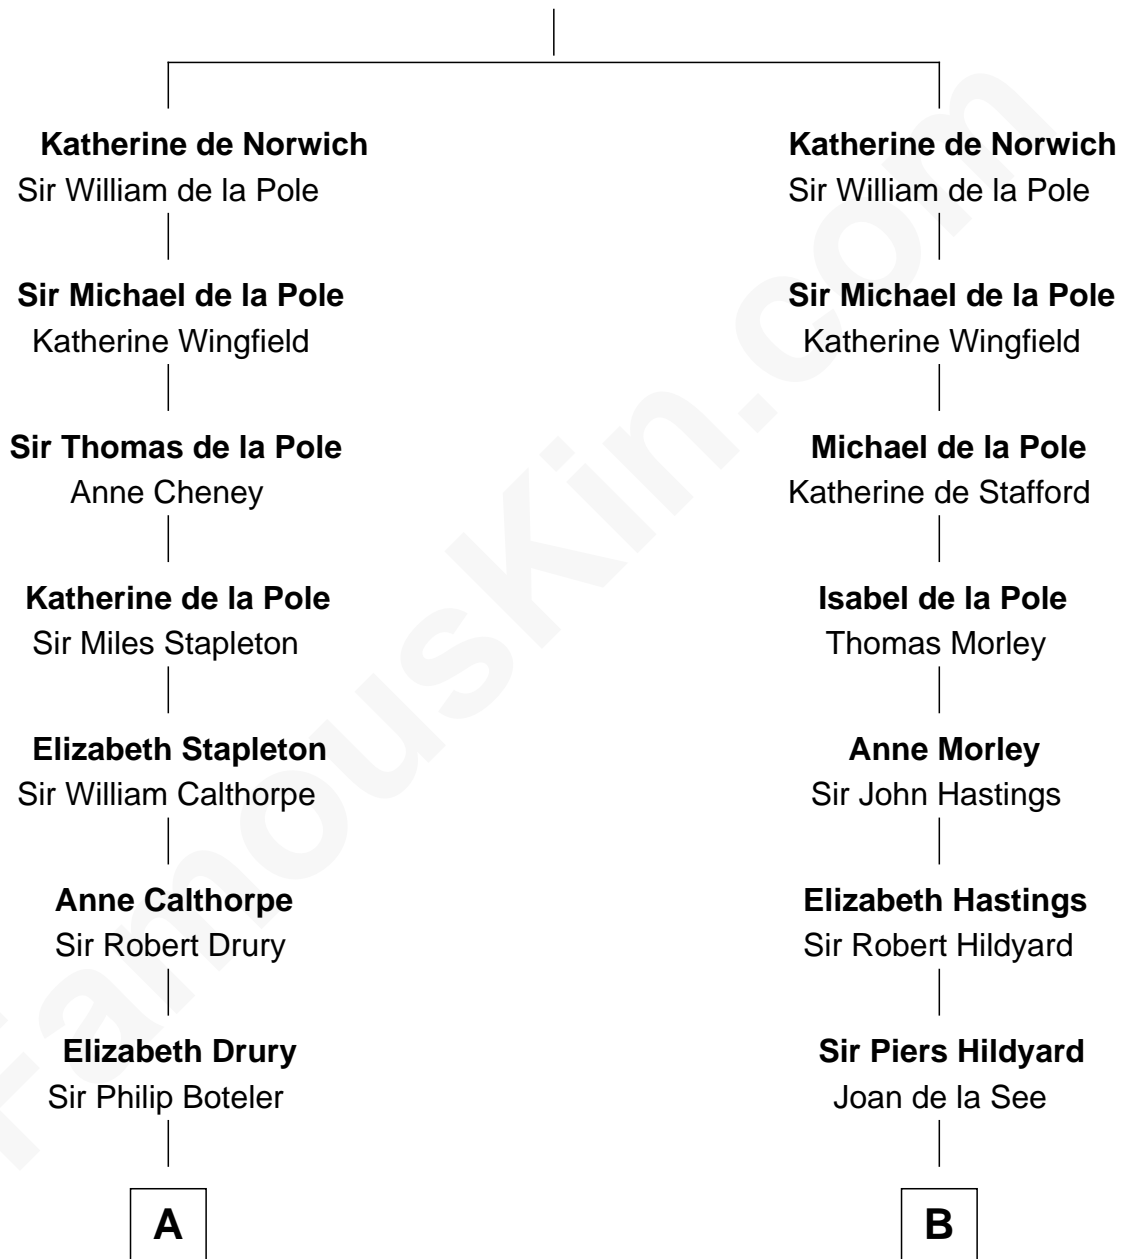 Katherine de Norwich
Sir William de la Pole
Sir Michael de la Pole
Katherine Wingfield
Sir Thomas de la Pole
Anne Cheney
Katherine de la Pole
Sir Miles Stapleton
Elizabeth Stapleton
Sir William Calthorpe
Anne Calthorpe
Sir Robert Drury
Elizabeth Drury
Sir Philip Boteler
A
Katherine de Norwich
Sir William de la Pole
Sir Michael de la Pole
Katherine Wingfield
Michael de la Pole
Katherine de Stafford
Isabel de la Pole
Thomas Morley
Anne Morley
Sir John Hastings
Elizabeth Hastings
Sir Robert Hildyard
Sir Piers Hildyard
Joan de la See
B
FamousKin.com